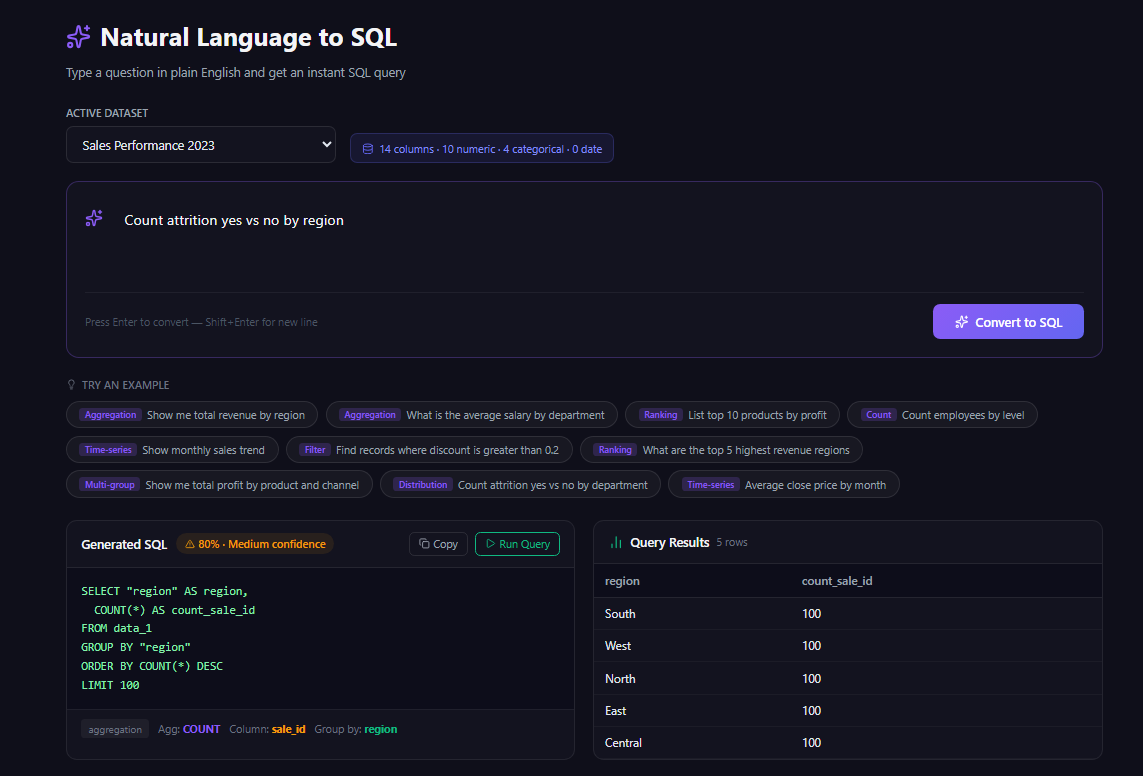 Natural Language to SQL
Type a question in plain English and get an instant SQL query
ACTIVE DATASET
Sales Performance 2023
14 columns · 10 numeric · 4 categorical · 0 date
Count attrition yes vs no by region
Press Enter to convert — Shift+Enter for new line
Convert to SQL
TRY AN EXAMPLE
Aggregation Show me total revenue by region
Aggregation What is the average salary by department
Ranking List top 10 products by profit
Count Count employees by level
Time-series Show monthly sales trend
Filter Find records where discount is greater than 0.2
Ranking What are the top 5 highest revenue regions
Multi-group Show me total profit by product and channel
Distribution Count attrition yes vs no by department
Time-series Average close price by month
Generated SQL 80% · Medium confidence Copy Run Query
SELECT "region" AS region,
COUNT(*) AS count_sale_id
FROM data_1
GROUP BY "region"
ORDER BY COUNT(*) DESC
LIMIT 100
aggregation Agg: COUNT Column: sale_id Group by: region
Query Results 5 rows
region count_sale_id
South 100
West 100
North 100
East 100
Central 100